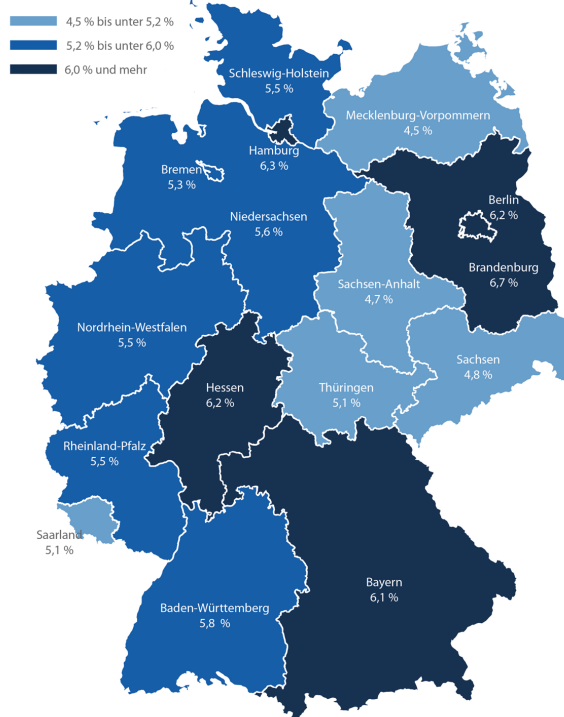 4,5 % bis unter 5,2 %
5,2 % bis unter 6,0 %
6,0 % und mehr
Schleswig-Holstein
5,5 %
Mecklenburg-Vorpommern
4,5 %
Hamburg
6,3 %
Bremen
5,3 %
Niedersachsen
5,6 %
Berlin
6,2 %
Brandenburg
6,7 %
Sachsen-Anhalt
4,7 %
Nordrhein-Westfalen
5,5 %
Hessen
6,2 %
Thüringen
5,1 %
Sachsen
4,8 %
Rheinland-Pfalz
5,5 %
Saarland
5,1 %
Bayern
6,1 %
Baden-Württemberg
5,8 %